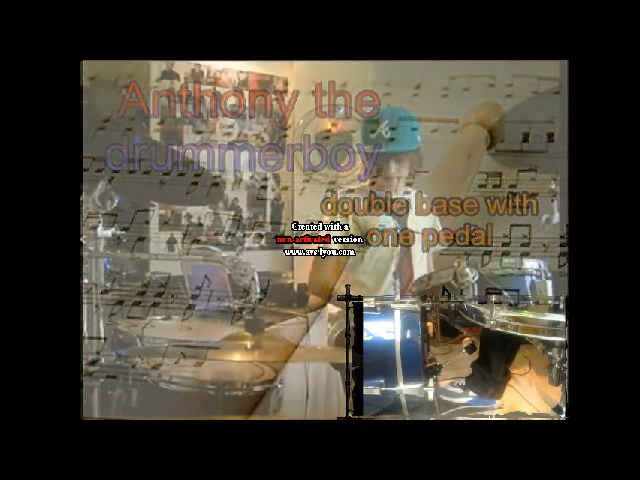 Anthony the
drummerboy
double base with
one pedal
Created with a
non-activated version
www.avs4you.com